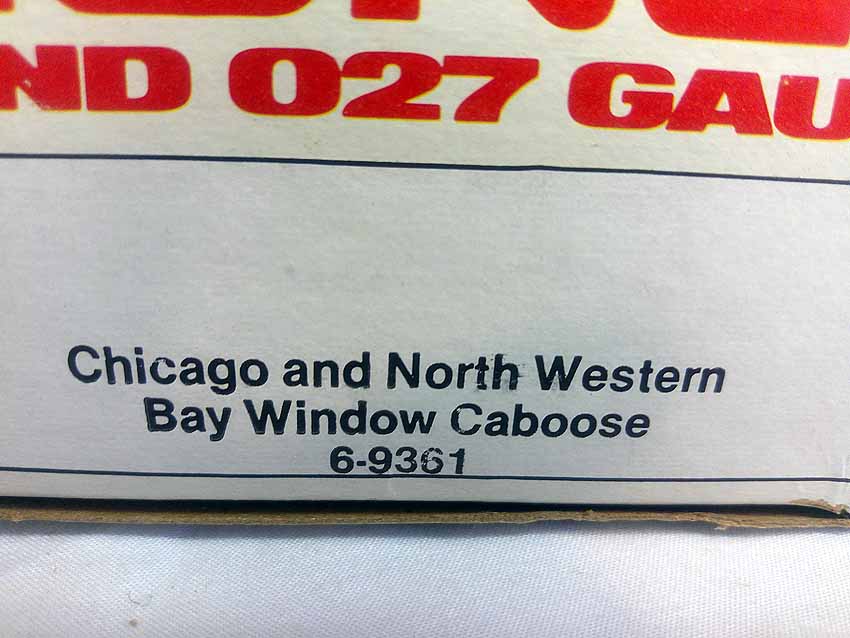 ND 027 GAU
Chicago and North Western
Bay Window Caboose
6-9361